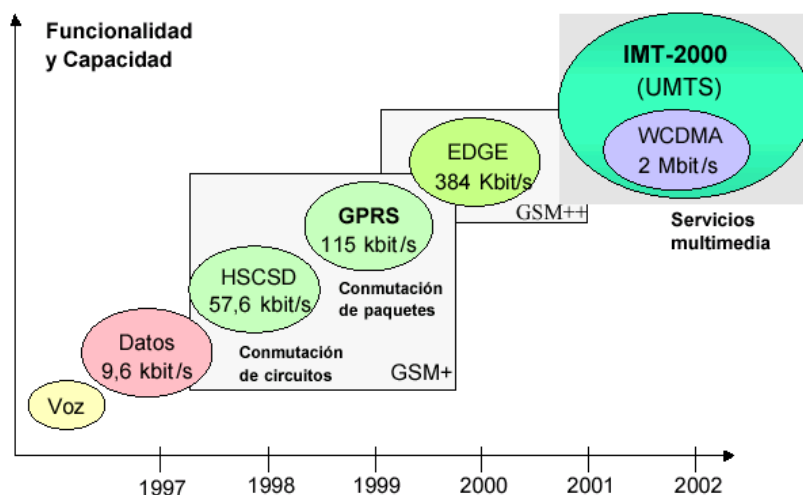 Funcionalidad
y Capacidad
IMT-2000
(UMTS)
WCDMA
2 Mbit/s
EDGE
384 Kbit/s
GSM++
Servicios
multimedia
GPRS
115 kbit/s
Conmutación
de paquetes
HSCSD
57,6 kbit/s
Conmutación
de circuitos
GSM+
Datos
9,6 kbit/s
Voz
1997
1998
1999
2000
2001
2002